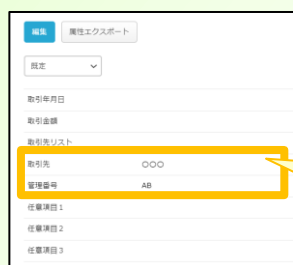 編集 属性エクスポート
既定
取引年月日
取引金額
取引先リスト
取引先 ○○○
管理番号 AB
任意項目1
任意項目2
任意項目3